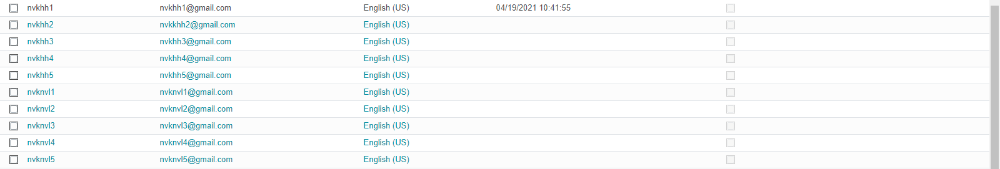 nvkhh1 nvkhh1@gmail.com English (US) 04/19/2021 10:41:55
nvkhh2 nvkkhh2@gmail.com English (US)
nvkhh3 nvkhh3@gmail.com English (US)
nvkhh4 nvkhh4@gmail.com English (US)
nvkhh5 nvkhh5@gmail.com English (US)
nvknvl1 nvknvl1@gmail.com English (US)
nvknvl2 nvknvl2@gmail.com English (US)
nvknvl3 nvknvl3@gmail.com English (US)
nvknvl4 nvknvl4@gmail.com English (US)
nvknvl5 nvknvl5@gmail.com English (US)